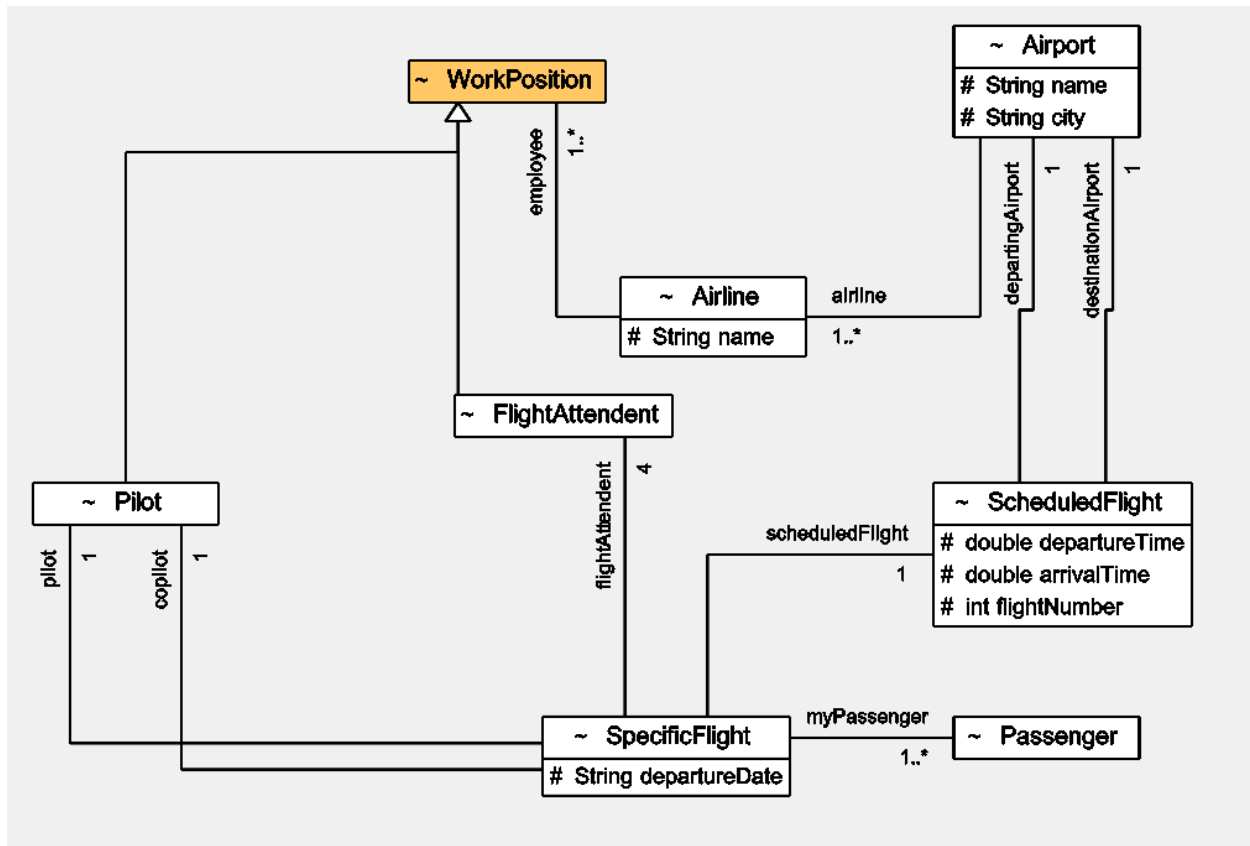 ~ Airport
# String name
# String city
~ WorkPosition
employee
1..*
departingAirport
1
destinationAirport
1
~ Airline
# String name
airline
1..*
~ FlightAttendent
flightAttendent
4
~ Pilot
pilot
1
copilot
1
~ ScheduledFlight
# double departureTime
# double arrivalTime
# int flightNumber
scheduledFlight
1
~ SpecificFlight
# String departureDate
myPassenger
1..*
~ Passenger